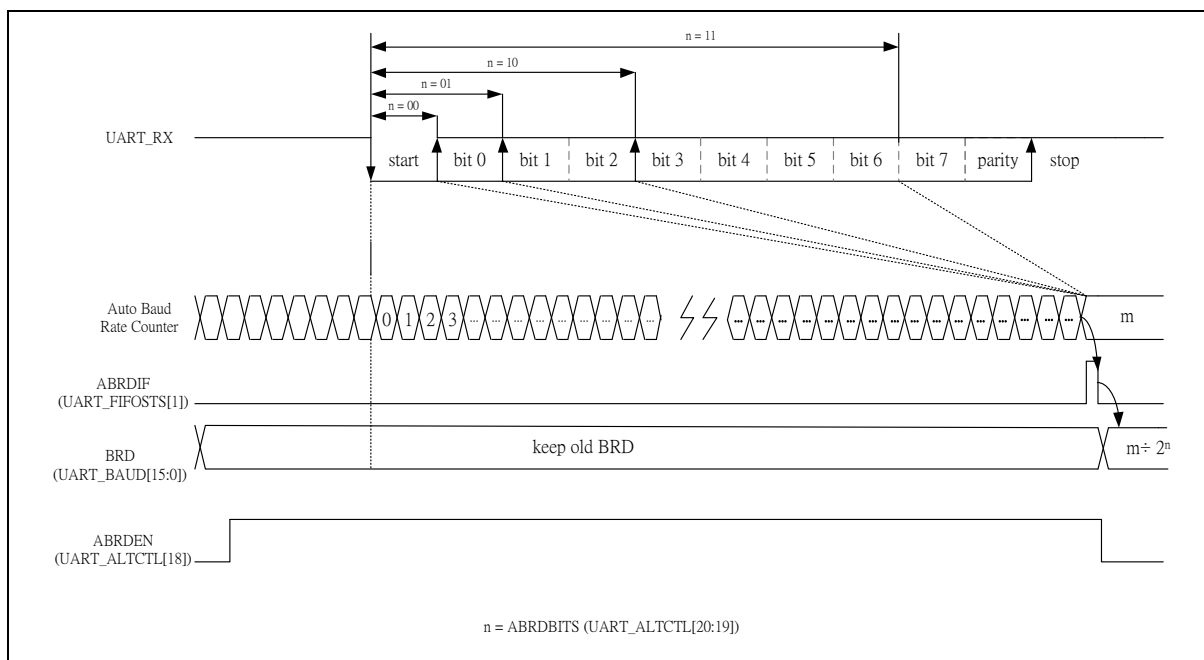 n = 11
n = 10
n = 01
n = 00
UART_RX
start bit 0 bit 1 bit 2 bit 3 bit 4 bit 5 bit 6 bit 7 parity stop
Auto Baud
Rate Counter
0 1 2 3 ... ... ... ... ... ... ... ... ... ... ... ... ... ... ... ... ... ... ... ... ... ... m
ABRDIF
(UART_FIFOSTS[1])
BRD
(UART_BAUD[15:0])
keep old BRD
m÷ 2ⁿ
ABRDEN
(UART_ALTCTL[18])
n = ABRDBITS (UART_ALTCTL[20:19])